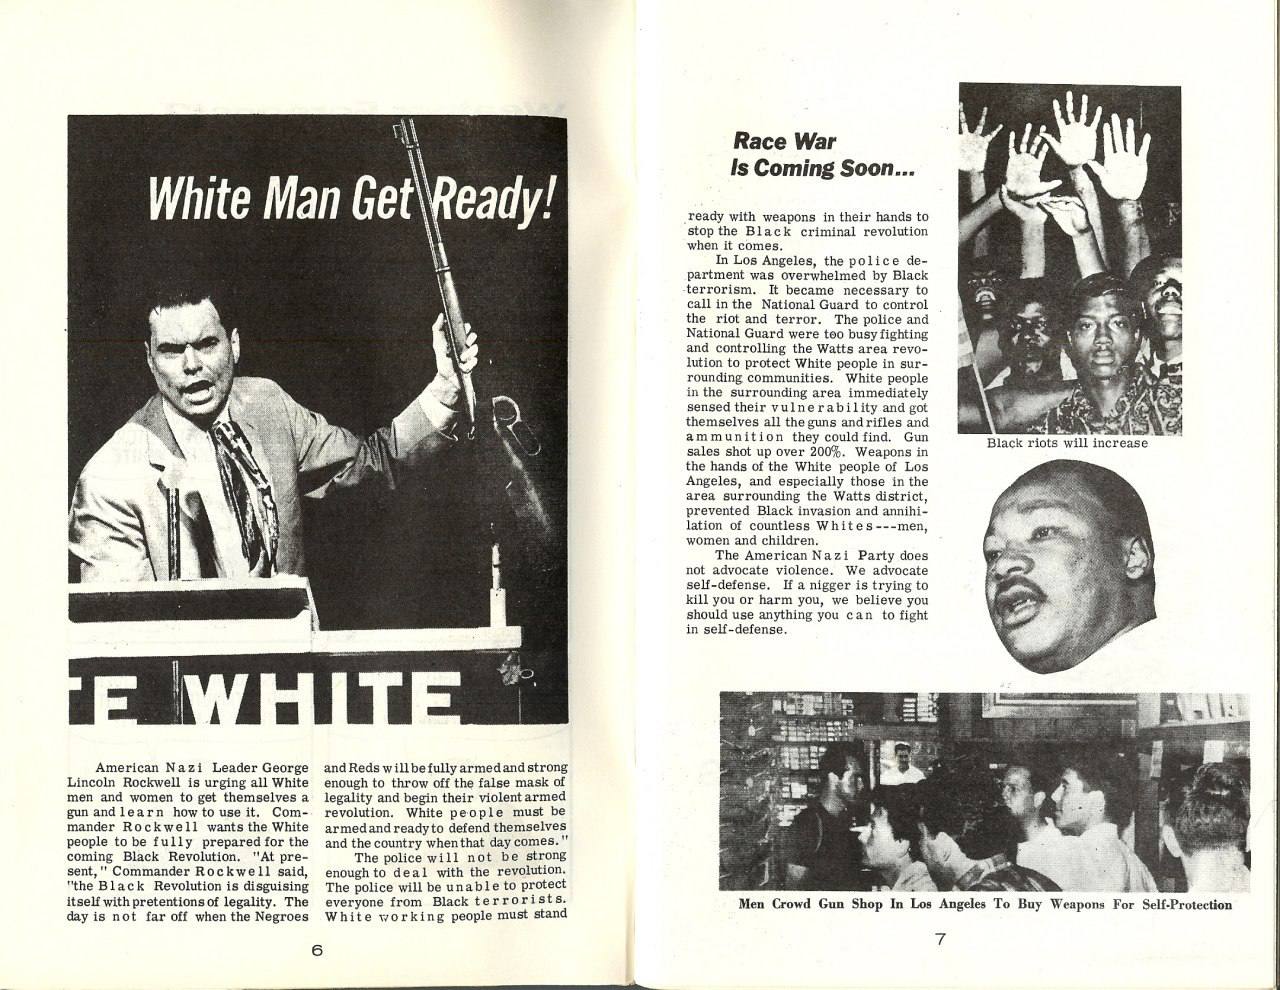 White Man Get Ready!
TE WHITE
American Nazi Leader George
Lincoln Rockwell is urging all White
men and women to get themselves a
gun and learn how to use it. Com-
mander Rockwell wants the White
people to be fully prepared for the
coming Black Revolution. "At pre-
sent," Commander Rockwell said,
"the Black Revolution is disguising
itself with pretentions of legality. The
day is not far off when the Negroes
and Reds will be fully armed and strong
enough to throw off the false mask of
legality and begin their violent armed
revolution. White people must be
armed and ready to defend themselves
and the country when that day comes."
The police will not be strong
enough to deal with the revolution.
The police will be unable to protect
everyone from Black terrorists.
White working people must stand
6
Race War
Is Coming Soon...
ready with weapons in their hands to
stop the Black criminal revolution
when it comes.
In Los Angeles, the police de-
partment was overwhelmed by Black
terrorism. It became necessary to
call in the National Guard to control
the riot and terror. The police and
National Guard were too busy fighting
and controlling the Watts area revo-
lution to protect White people in sur-
rounding communities. White people
in the surrounding area immediately
sensed their vulnerability and got
themselves all the guns and rifles and
ammunition they could find. Gun
sales shot up over 200%. Weapons in
the hands of the White people of Los
Angeles, and especially those in the
area surrounding the Watts district,
prevented Black invasion and annihi-
lation of countless Whites---men,
women and children.
The American Nazi Party does
not advocate violence. We advocate
self-defense. If a nigger is trying to
kill you or harm you, we believe you
should use anything you can to fight
in self-defense.
Black riots will increase
Men Crowd Gun Shop In Los Angeles To Buy Weapons For Self-Protection
7